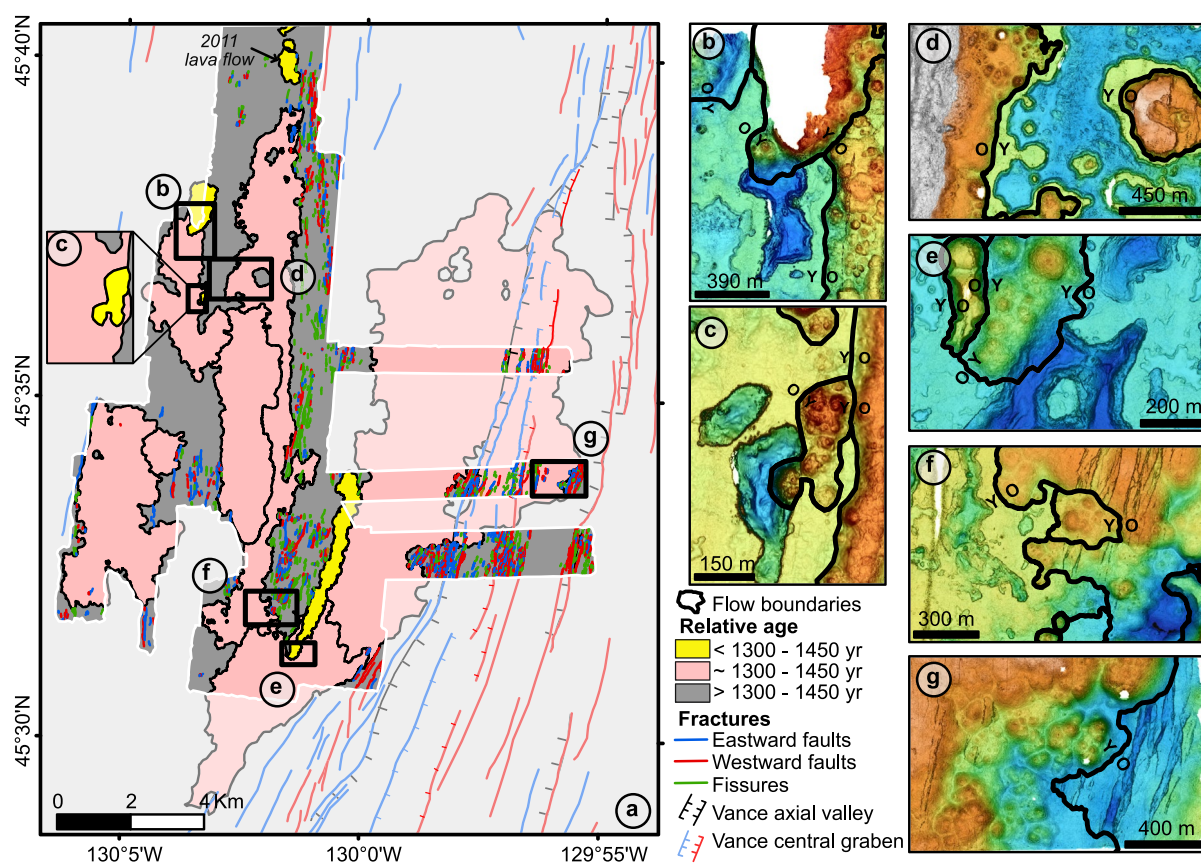 45°40'N
45°35'N
45°30'N
130°5'W
130°0'W
129°55'W
2011
lava flow
b
c
c
d
g
f
e
a
0 2 4 Km
b
O
Y
O
O
Y O
390 m
c
Y O
O
Y O
150 m
Flow boundaries
Relative age
< 1300 - 1450 yr
~ 1300 - 1450 yr
> 1300 - 1450 yr
Fractures
Eastward faults
Westward faults
Fissures
Vance axial valley
Vance central graben
d
O Y
Y O
450 m
e
Y O
O Y
Y O
Y
O
200 m
f
Y O
Y O
300 m
g
Y
O
400 m